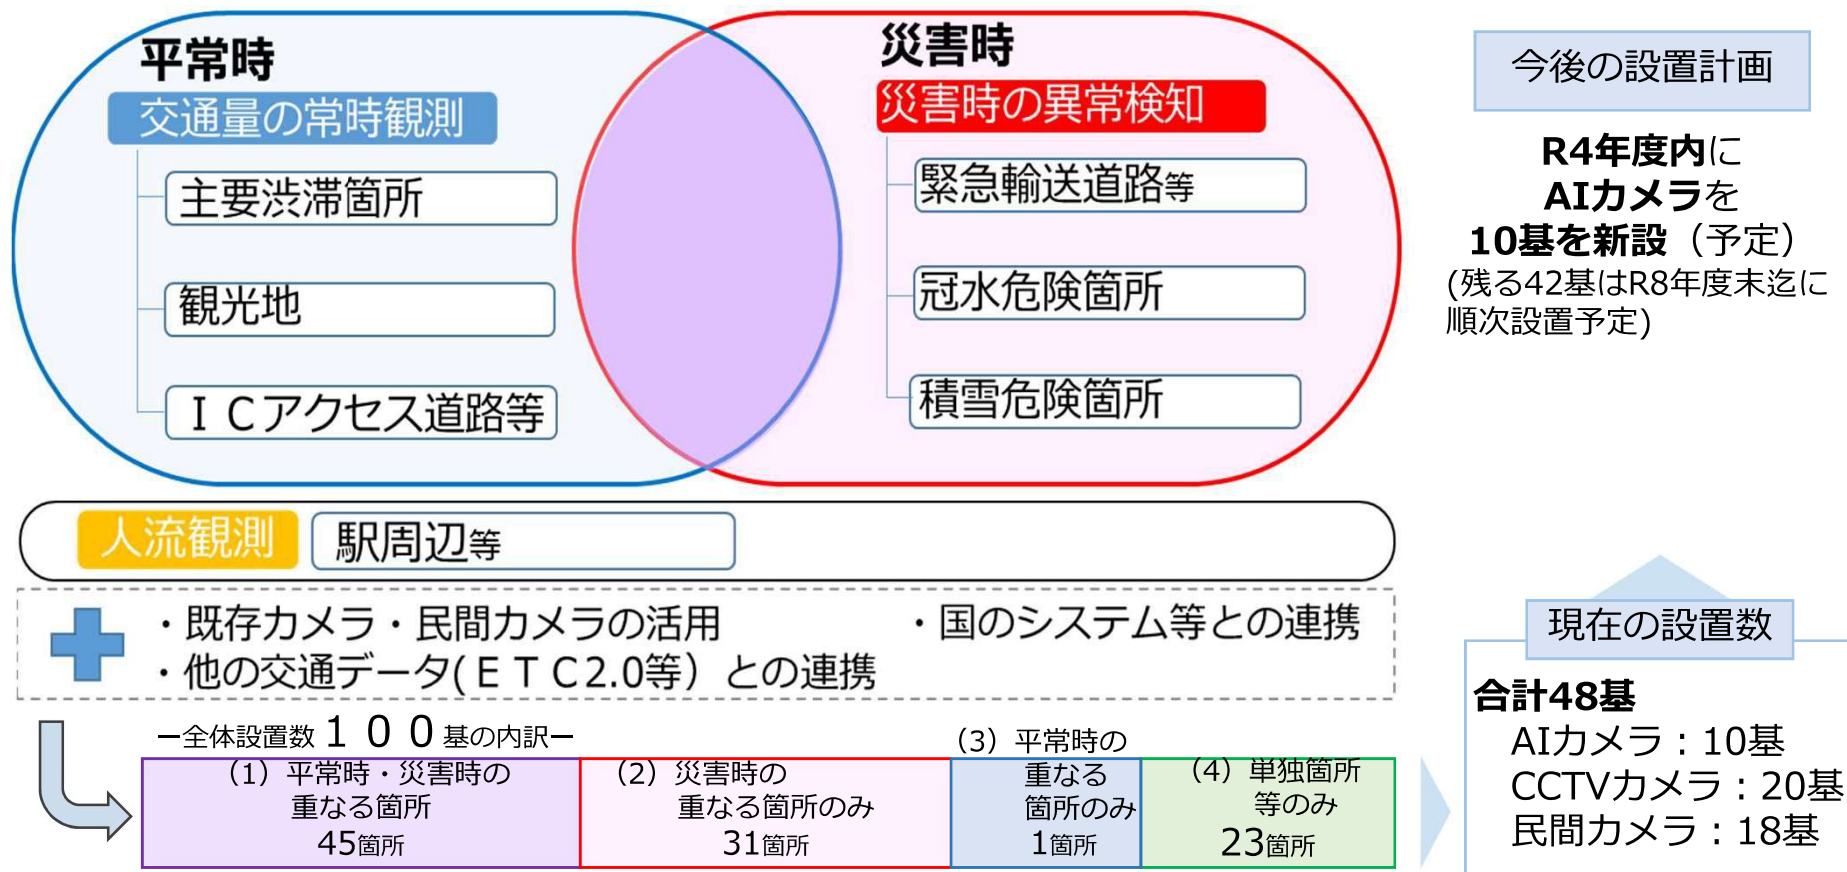 平常時
交通量の常時観測
主要渋滞箇所
観光地
ＩＣアクセス道路等
災害時
災害時の異常検知
緊急輸送道路等
冠水危険箇所
積雪危険箇所
今後の設置計画
R4年度内に
AIカメラを
10基を新設（予定）
(残る42基はR8年度末迄に
順次設置予定)
人流観測
駅周辺等
・既存カメラ・民間カメラの活用
・国のシステム等との連携
・他の交通データ(ＥＴＣ2.0等）との連携
ー全体設置数１００基の内訳ー
（1）平常時・災害時の
重なる箇所
45箇所
（2）災害時の
重なる箇所のみ
31箇所
（3）平常時の
重なる
箇所のみ
1箇所
（4）単独箇所
等のみ
23箇所
現在の設置数
合計48基
AIカメラ：10基
CCTVカメラ：20基
民間カメラ：18基